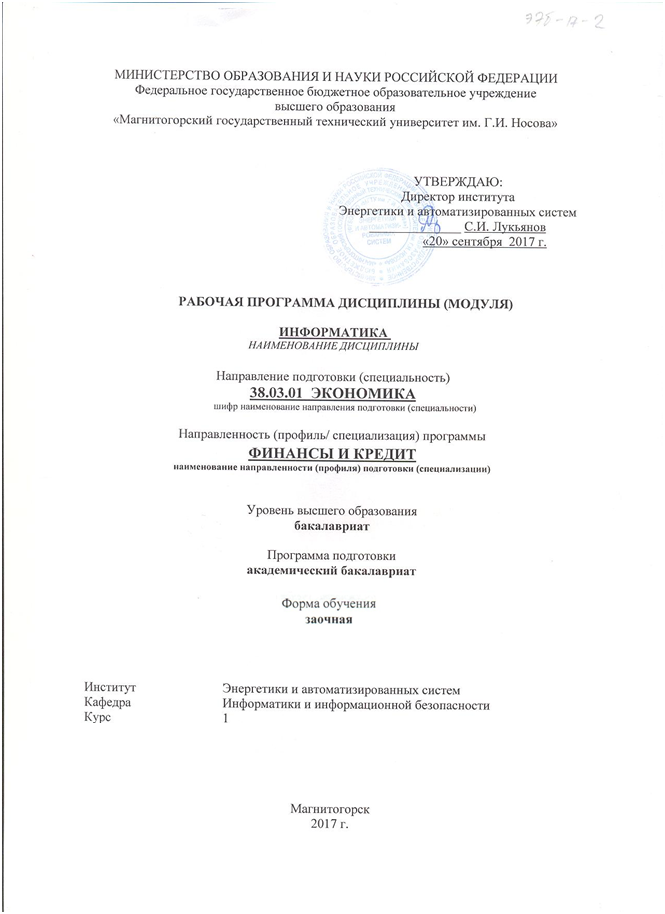 МИНИСТЕРСТВО ОБРАЗОВАНИЯ И НАУКИ РОССИЙСКОЙ ФЕДЕРАЦИИ
Федеральное государственное бюджетное образовательное учреждение
высшего образования
«Магнитогорский государственный технический университет им. Г.И. Носова»
УТВЕРЖДАЮ:
Директор института
Энергетики и автоматизированных систем
С.И. Лукьянов
«20» сентября 2017 г.
РАБОЧАЯ ПРОГРАММА ДИСЦИПЛИНЫ (МОДУЛЯ)
ИНФОРМАТИКА
НАИМЕНОВАНИЕ ДИСЦИПЛИНЫ
Направление подготовки (специальность)
38.03.01 ЭКОНОМИКА
шифр наименование направления подготовки (специальности)
Направленность (профиль/ специализация) программы
ФИНАНСЫ И КРЕДИТ
наименование направленности (профиля) подготовки (специализации)
Уровень высшего образования
бакалавриат
Программа подготовки
академический бакалавриат
Форма обучения
заочная
Институт Энергетики и автоматизированных систем
Кафедра Информатики и информационной безопасности
Курс 1
Магнитогорск
2017 г.